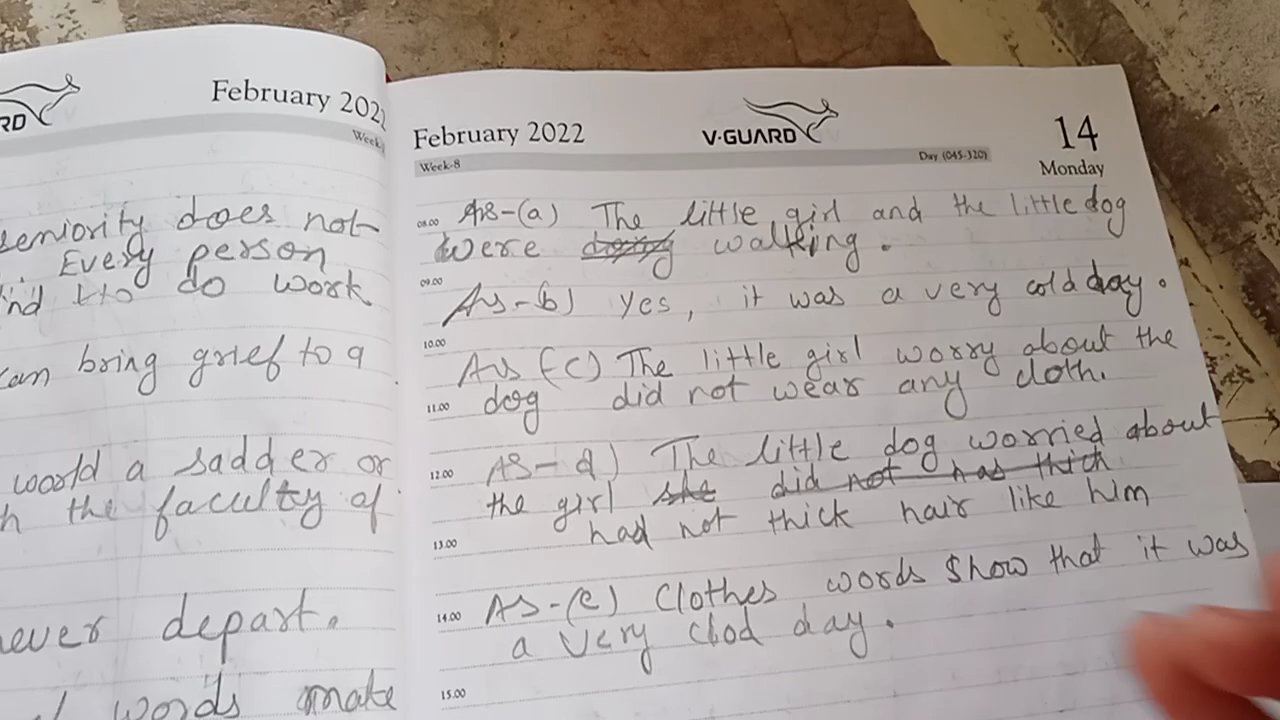 RD
February 2022
Week-
seniority does not
Every person
do work
can bring grief to a
world a sadder or
the faculty of
never depart.
words make
February 2022
V-GUARD
14
Week-8
Day (045-320)
Monday
08.00 AS-(a) The little girl and the little dog
were walking.
09.00
AS-(b) yes, it was a very cold day.
10.00
Ans (c) The little girl worry about the
11.00 dog did not wear any cloth.
12.00 AS-d) The little dog worried about
the girl she did not has thick
13.00 had not thick hair like him
14.00 AS-(e) Clothes words show that it was
a very clod day.
15.00